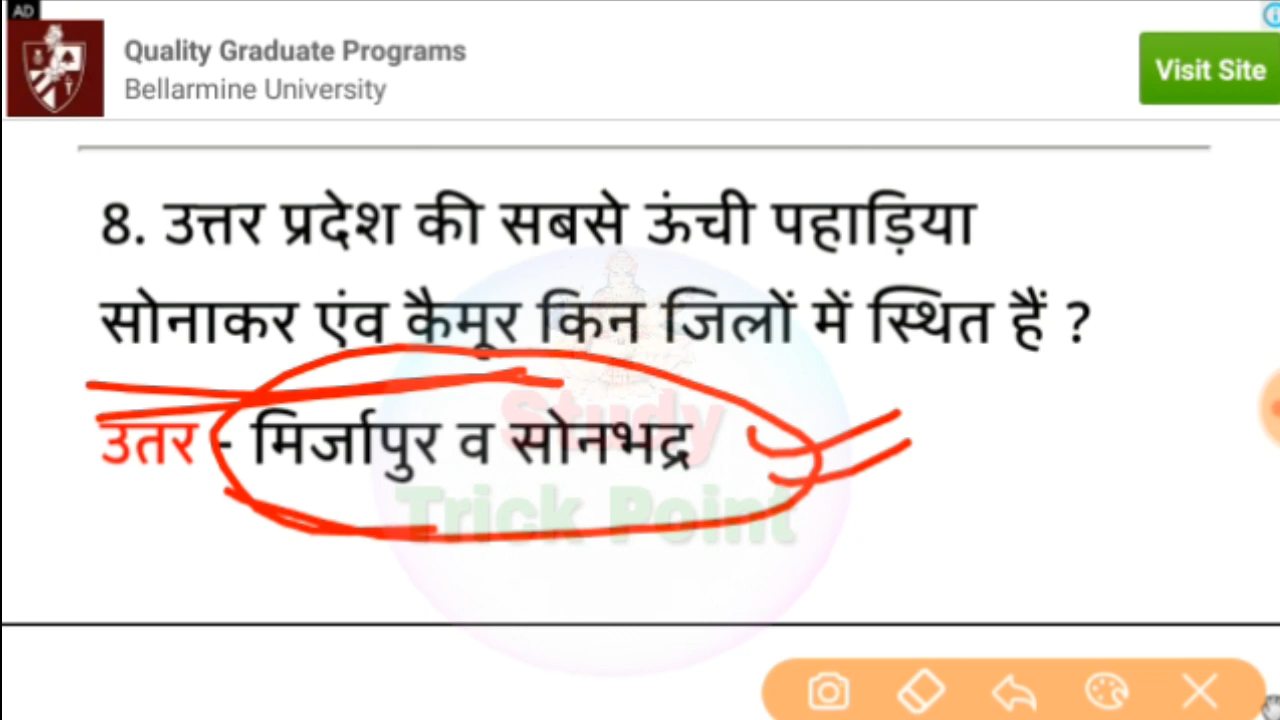 AD
Quality Graduate Programs
Bellarmine University
Visit Site
8. उत्तर प्रदेश की सबसे ऊंची पहाड़िया
सोनाकर एंव कैमूर किन जिलों में स्थित हैं ?
उतर - मिर्जापुर व सोनभद्र
Study
Trick Point